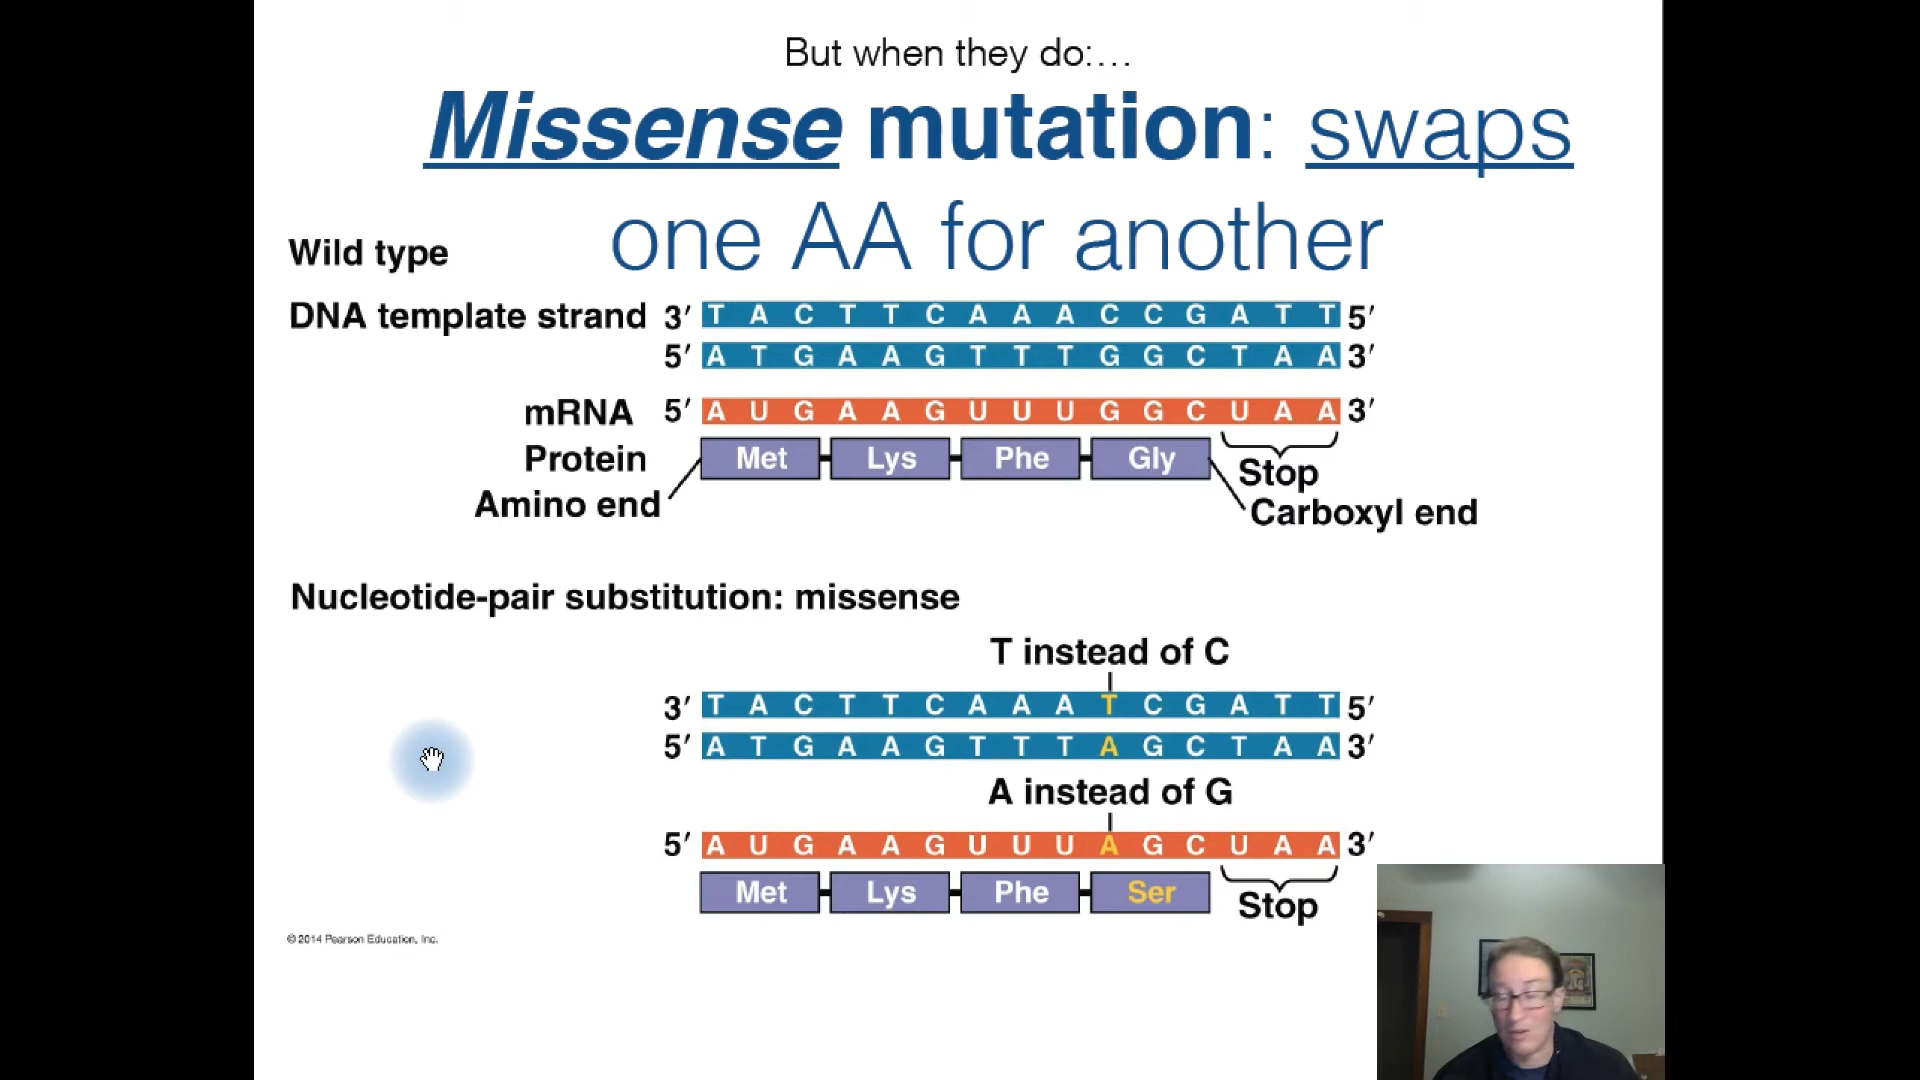 But when they do:...
Missense mutation: swaps
one AA for another
Wild type
DNA template strand 3′ T A C T T C A A A C C G A T T 5′
5′ A T G A A G T T T G G C T A A 3′
mRNA 5′ A U G A A G U U U G G C U A A 3′
Protein Met Lys Phe Gly Stop
Amino end Carboxyl end
Nucleotide-pair substitution: missense
T instead of C
3′ T A C T T C A A A T C G A T T 5′
5′ A T G A A G T T T A G C T A A 3′
A instead of G
5′ A U G A A G U U U A G C U A A 3′
Met Lys Phe Ser Stop
© 2014 Pearson Education, Inc.